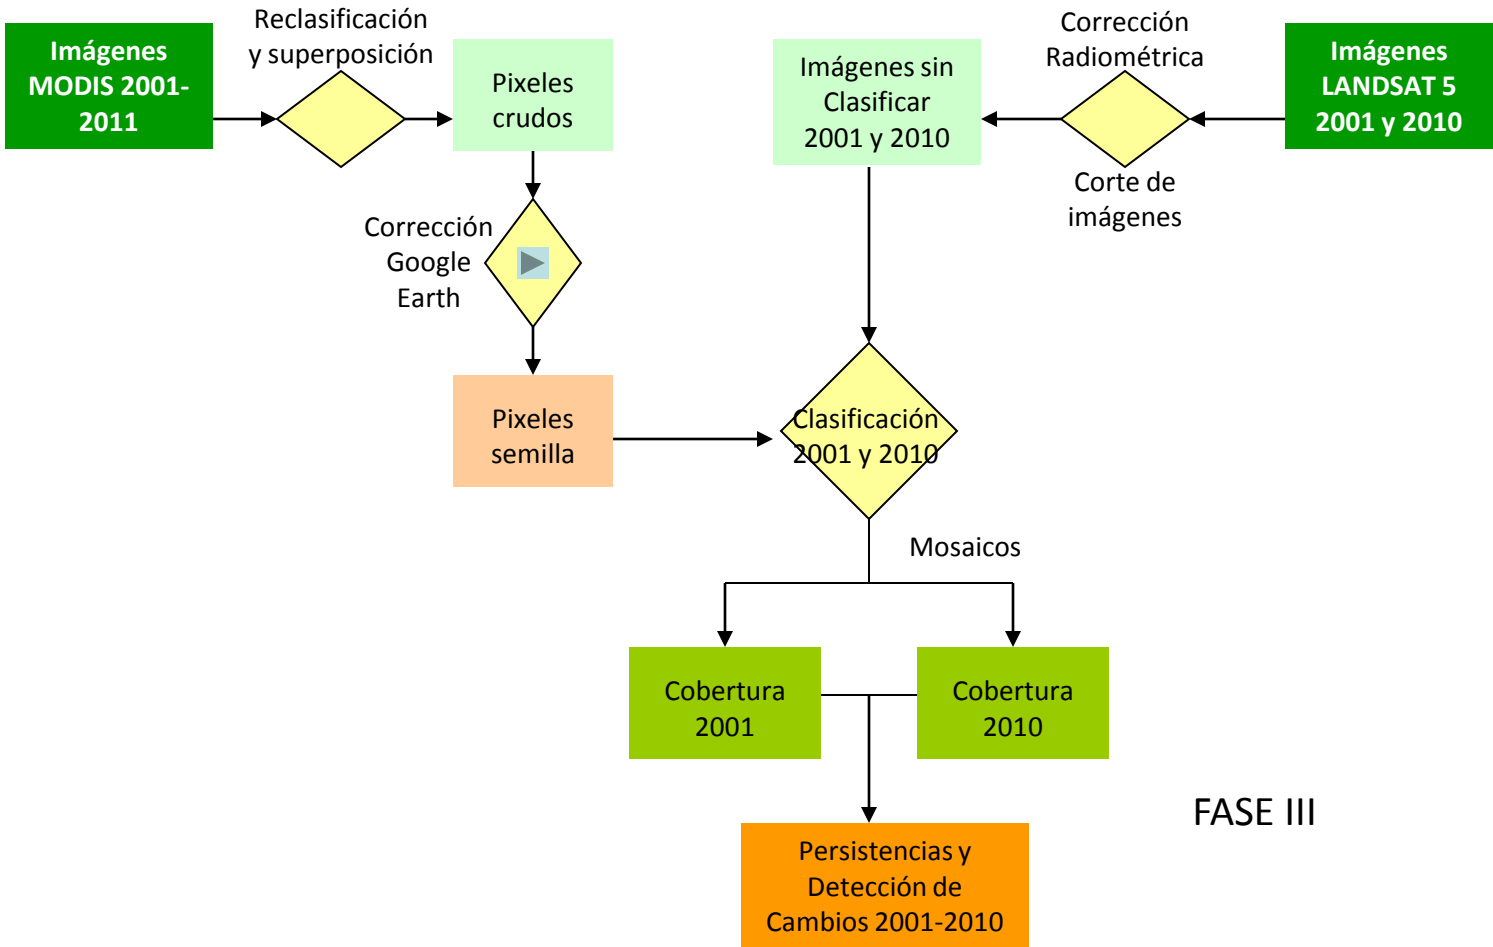 Imágenes
MODIS 2001-
2011
Reclasificación
y superposición
Pixeles
crudos
Imágenes sin
Clasificar
2001 y 2010
Corrección
Radiométrica
Corte de
imágenes
Imágenes
LANDSAT 5
2001 y 2010
Corrección
Google
Earth
Pixeles
semilla
Clasificación
2001 y 2010
Mosaicos
Cobertura
2001
Cobertura
2010
FASE III
Persistencias y
Detección de
Cambios 2001-2010